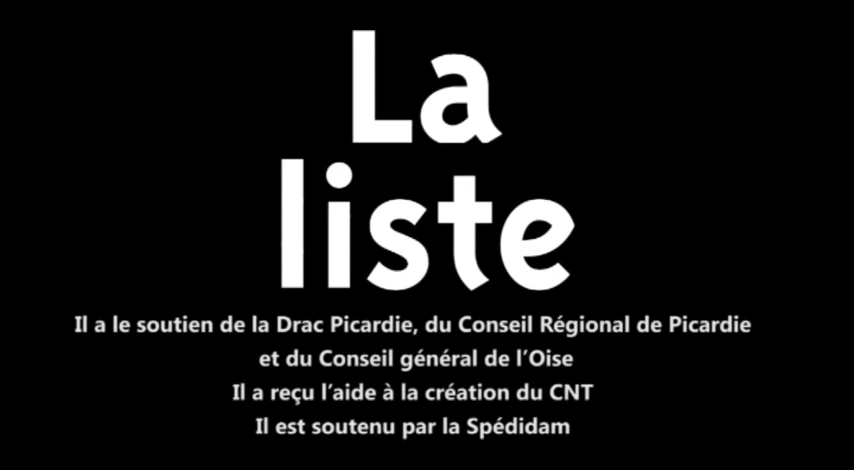 La
liste
Il a le soutien de la Drac Picardie, du Conseil Régional de Picardie
et du Conseil général de l'Oise
Il a reçu l'aide à la création du CNT
Il est soutenu par la Spédidam